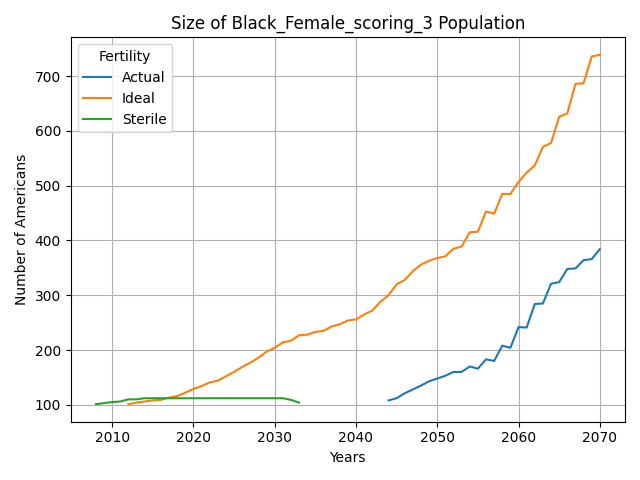 Size of Black_Female_scoring_3 Population
Fertility
Actual
Ideal
Sterile
Number of Americans
700
600
500
400
300
200
100
2010 2020 2030 2040 2050 2060 2070
Years